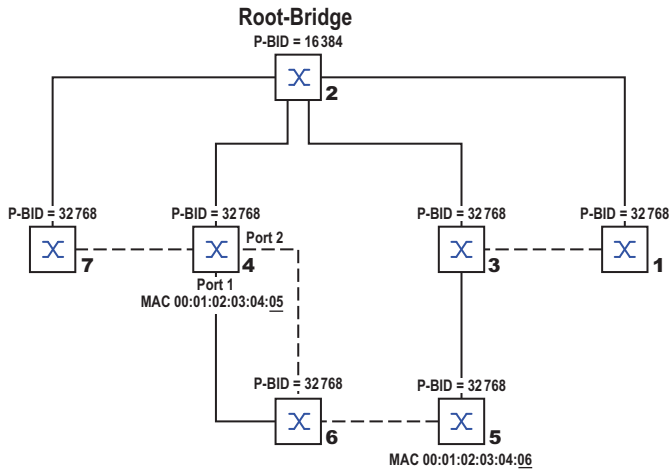 Root-Bridge
P-BID = 16384
2
P-BID = 32768
P-BID = 32768
P-BID = 32768
P-BID = 32768
7
Port 2
4
3
1
Port 1
MAC 00:01:02:03:04:05
P-BID = 32768
P-BID = 32768
6
5
MAC 00:01:02:03:04:06